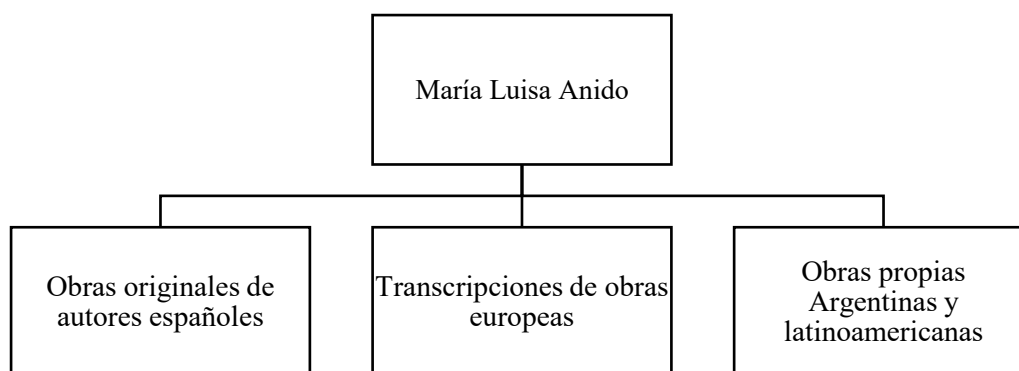 María Luisa Anido
Obras originales de
autores españoles
Transcripciones de obras
europeas
Obras propias
Argentinas y
latinoamericanas